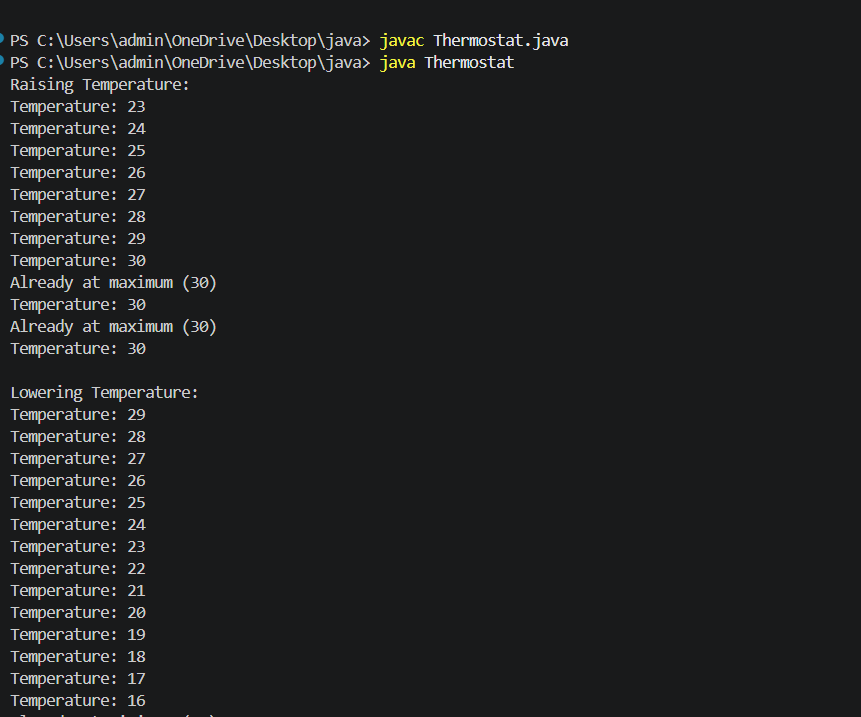 PS C:\Users\admin\OneDrive\Desktop\java> javac Thermostat.java
PS C:\Users\admin\OneDrive\Desktop\java> java Thermostat
Raising Temperature:
Temperature: 23
Temperature: 24
Temperature: 25
Temperature: 26
Temperature: 27
Temperature: 28
Temperature: 29
Temperature: 30
Already at maximum (30)
Temperature: 30
Already at maximum (30)
Temperature: 30
Lowering Temperature:
Temperature: 29
Temperature: 28
Temperature: 27
Temperature: 26
Temperature: 25
Temperature: 24
Temperature: 23
Temperature: 22
Temperature: 21
Temperature: 20
Temperature: 19
Temperature: 18
Temperature: 17
Temperature: 16